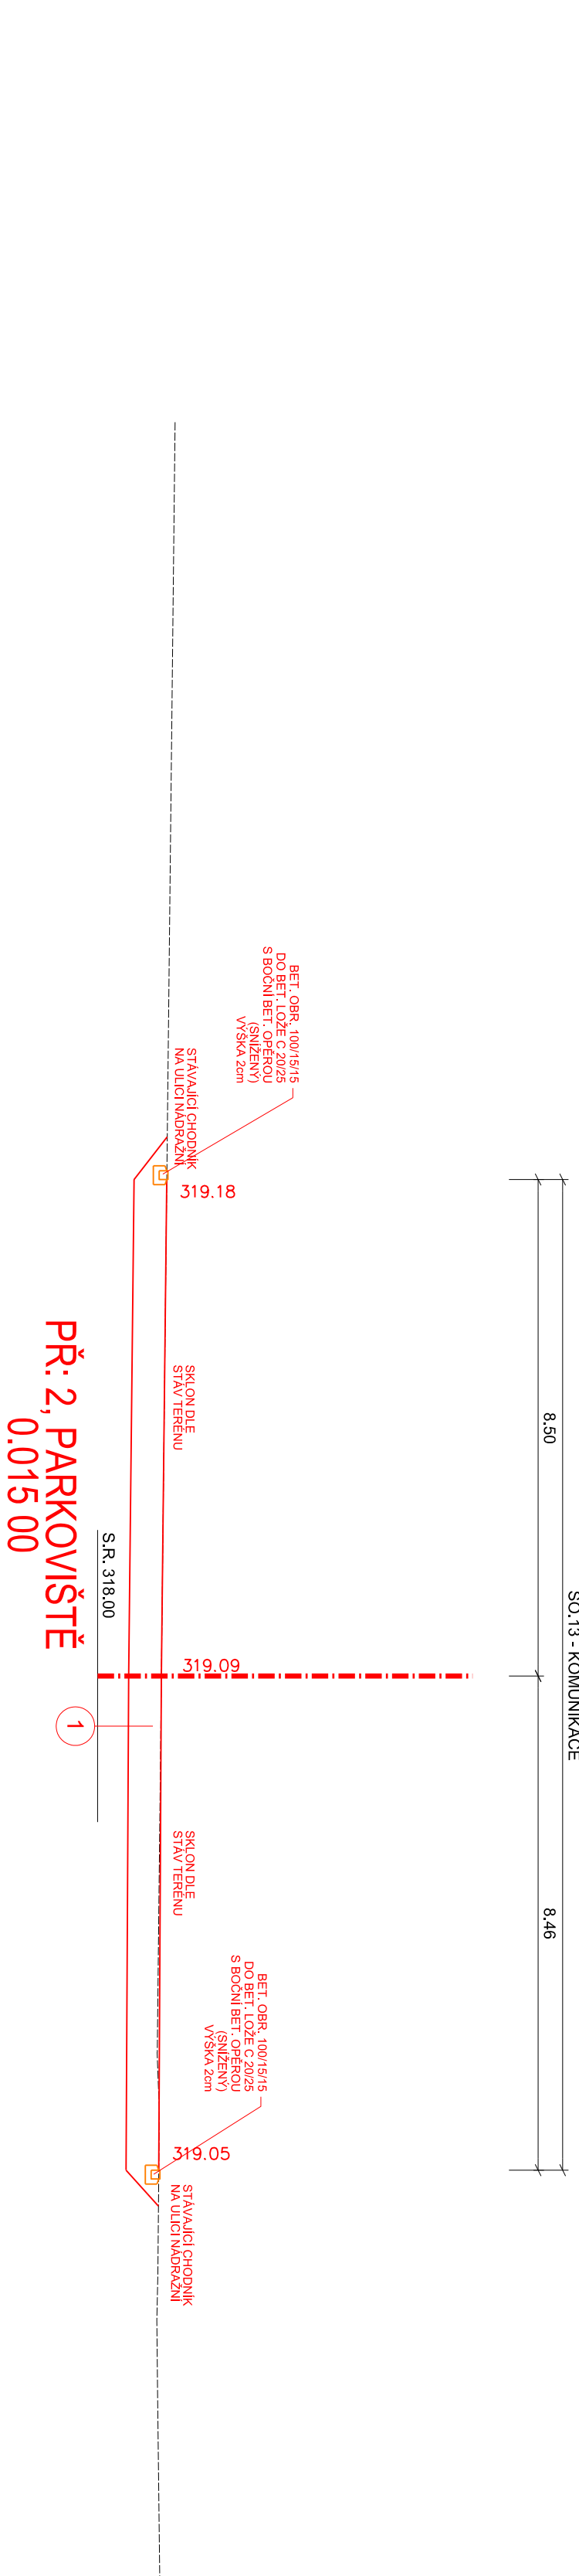 SO.13 - KOMUNIKACE
8.50
8.46
BET. OBR. 100/15/15
DO BET. LOŽE C 20/25
S BOČNÍ BET. OPĚROU
(SNÍŽENÝ)
VÝŠKA 2cm
STÁVAJÍCÍ CHODNÍK
NA ULICI NÁDRAŽNÍ
319.18
SKLON DLE
STÁV TERÉNU
319.09
SKLON DLE
STÁV TERÉNU
BET. OBR. 100/15/15
DO BET. LOŽE C 20/25
S BOČNÍ BET. OPĚROU
(SNÍŽENÝ)
VÝŠKA 2cm
319.05
STÁVAJÍCÍ CHODNÍK
NA ULICI NÁDRAŽNÍ
S.R. 318.00
1
PŘ: 2, PARKOVIŠTĚ
0.015 00